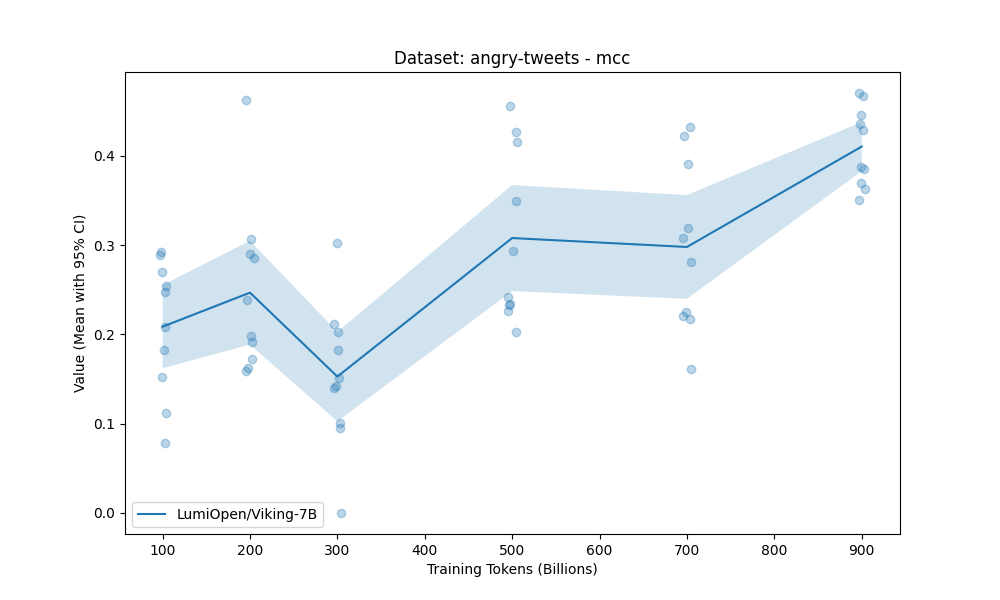 Dataset: angry-tweets - mcc
Value (Mean with 95% CI)
0.4
0.3
0.2
0.1
0.0
LumiOpen/Viking-7B
100 200 300 400 500 600 700 800 900
Training Tokens (Billions)